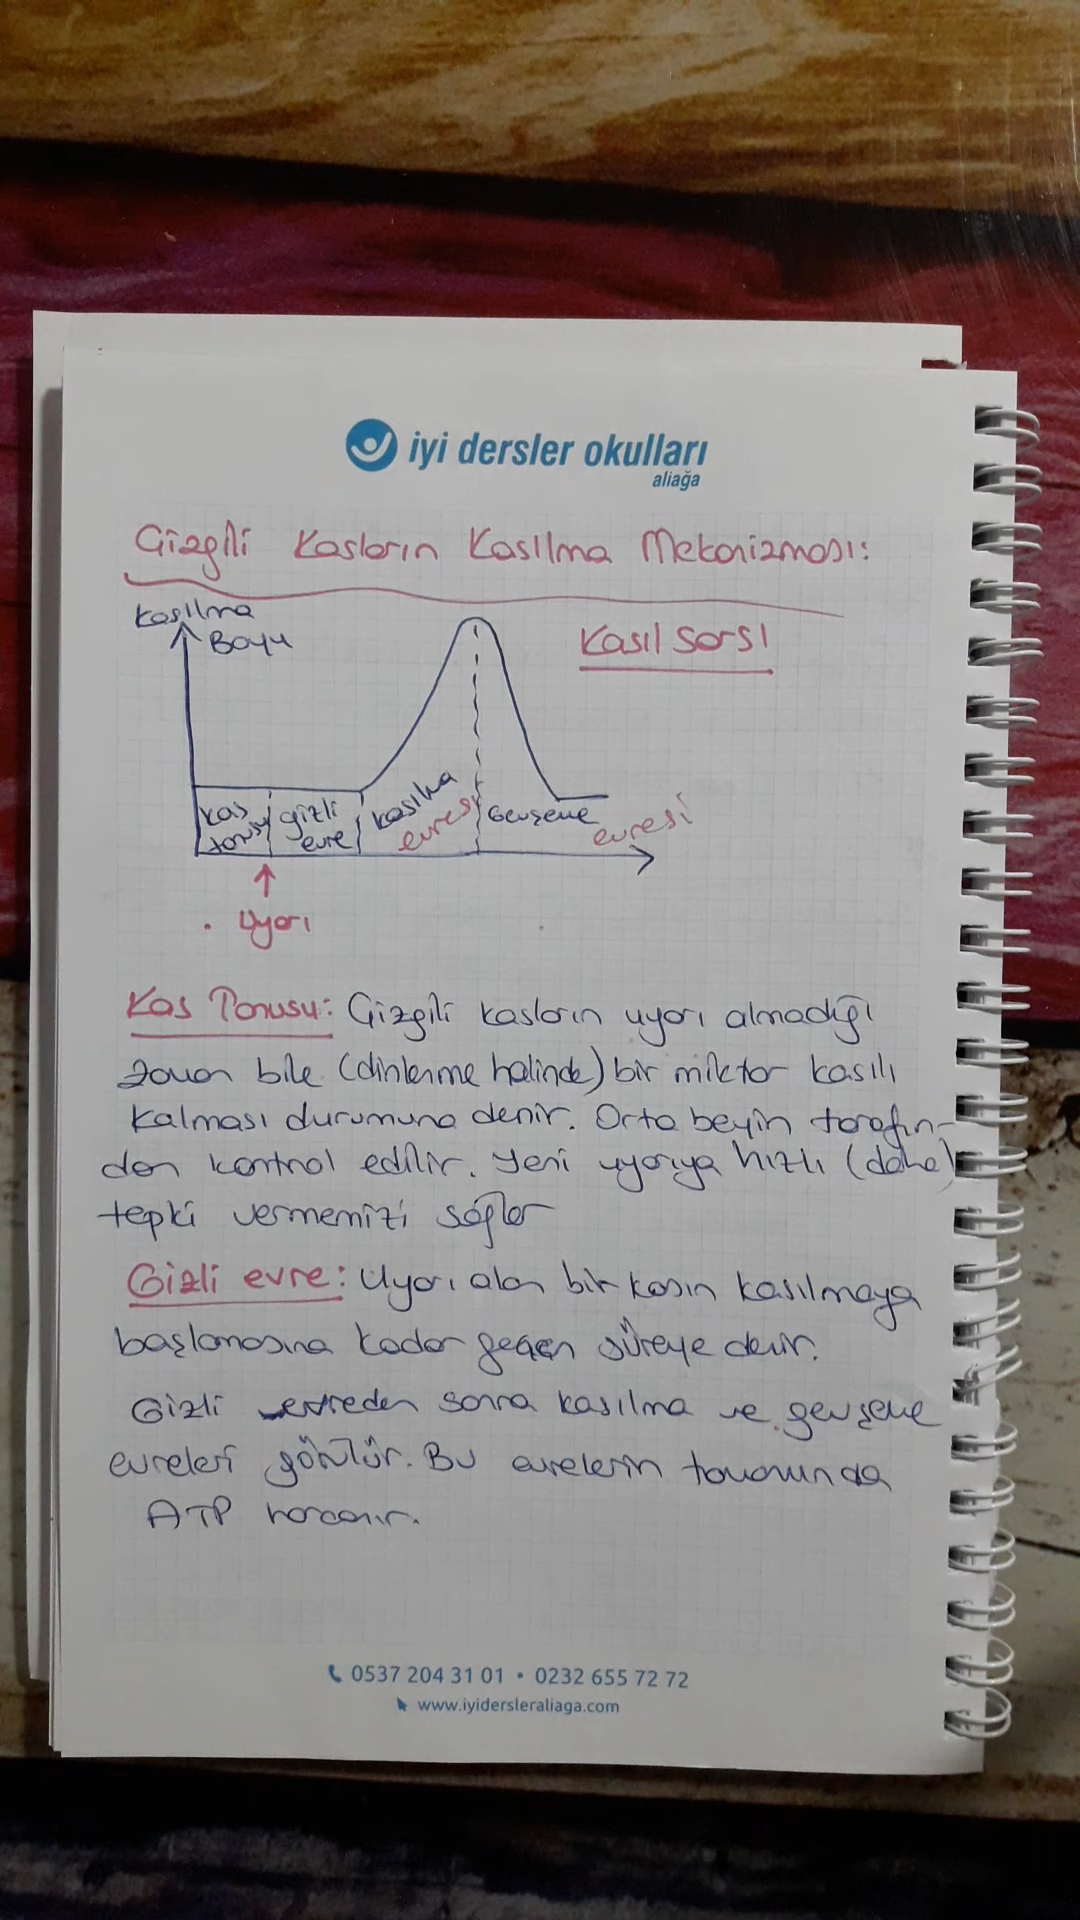 iyi dersler okulları
aliağa
Çizgili Kasların Kasılma Mekanizması:
Kasılma
Boyu
Kasıl sarsı
kas
tonusu
gizli
evre
kasılma
evresi
Gevşeme
evresi
Uyarı
Kas Tonusu: Çizgili kasların uyarı almadığı
zaman bile (dinlenme halinde) bir miktar kasılı
kalması durumuna denir. Orta beyin tarafın-
dan kontrol edilir. Yeni uyarıya hızlı (daha)
tepki vermemizi sağlar
Gizli evre: Uyarı alan bir kasın kasılmaya
başlamasına kadar geçen süreye denir.
Gizli evreden sonra kasılma ve gevşeme
evreleri görülür. Bu evrelerin tamamında
ATP harcanır.
0537 204 31 01 • 0232 655 72 72
www.iyidersleraliaga.com